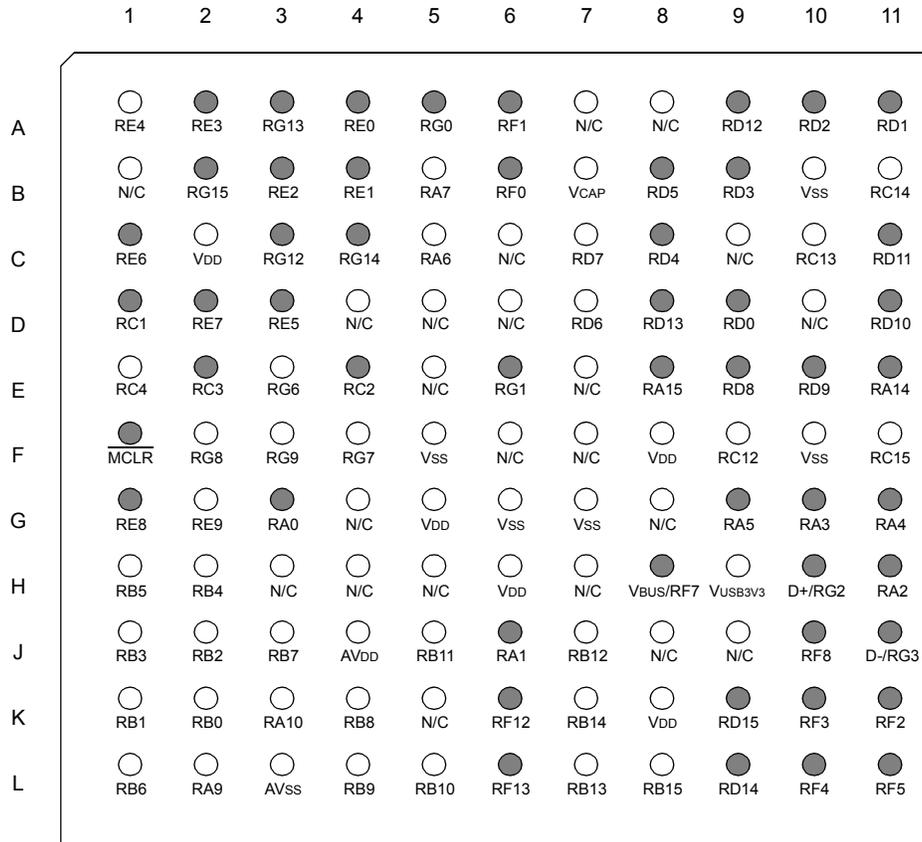 1 2 3 4 5 6 7 8 9 10 11
A RE4 RE3 RG13 RE0 RG0 RF1 N/C N/C RD12 RD2 RD1
B N/C RG15 RE2 RE1 RA7 RF0 VCAP RD5 RD3 VSS RC14
C RE6 VDD RG12 RG14 RA6 N/C RD7 RD4 N/C RC13 RD11
D RC1 RE7 RE5 N/C N/C N/C RD6 RD13 RD0 N/C RD10
E RC4 RC3 RG6 RC2 N/C RG1 N/C RA15 RD8 RD9 RA14
F MCLR RG8 RG9 RG7 VSS N/C N/C VDD RC12 VSS RC15
G RE8 RE9 RA0 N/C VDD VSS VSS N/C RA5 RA3 RA4
H RB5 RB4 N/C N/C N/C VDD N/C VBUS/RF7 VUSB3V3 D+/RG2 RA2
J RB3 RB2 RB7 AVDD RB11 RA1 RB12 N/C N/C RF8 D-/RG3
K RB1 RB0 RA10 RB8 N/C RF12 RB14 VDD RD15 RF3 RF2
L RB6 RA9 AVSS RB9 RB10 RF13 RB13 RB15 RD14 RF4 RF5